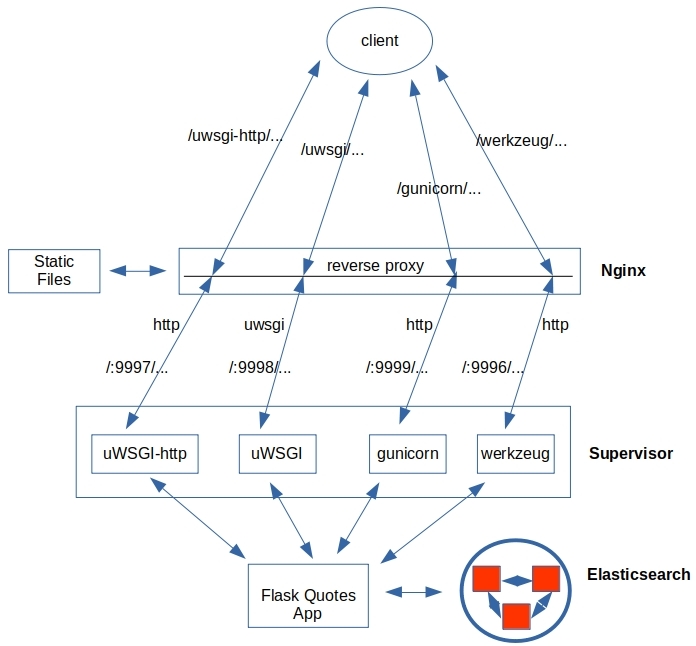 client
/uwsgi-http/...
/uwsgi/...
/werkzeug/...
/gunicorn/...
Static
Files
reverse proxy
Nginx
http
uwsgi
http
http
/:9997/...
/:9998/...
/:9999/...
/:9996/...
uWSGI-http
uWSGI
gunicorn
werkzeug
Supervisor
Flask Quotes
App
Elasticsearch